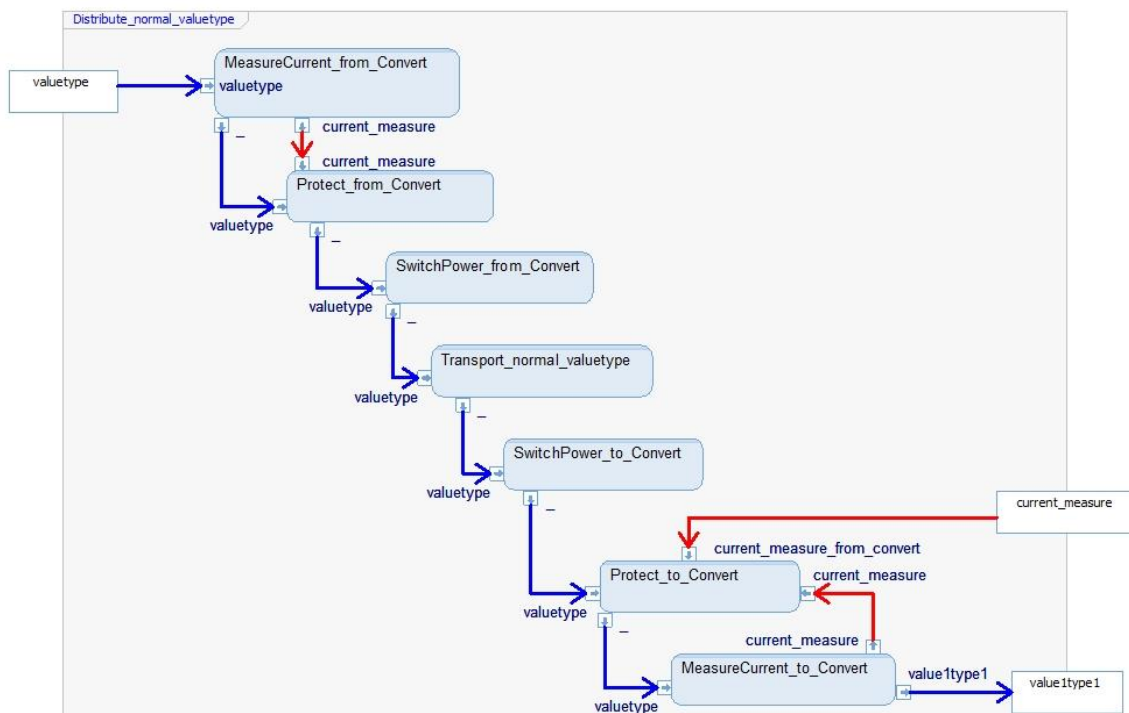 Distribute_normal_valuetype
MeasureCurrent_from_Convert
valuetype
valuetype
_
current_measure
current_measure
Protect_from_Convert
valuetype
_
SwitchPower_from_Convert
valuetype
_
Transport_normal_valuetype
valuetype
_
SwitchPower_to_Convert
valuetype
_
current_measure
current_measure_from_convert
Protect_to_Convert
current_measure
valuetype
_
current_measure
MeasureCurrent_to_Convert
value1type1
value1type1
valuetype